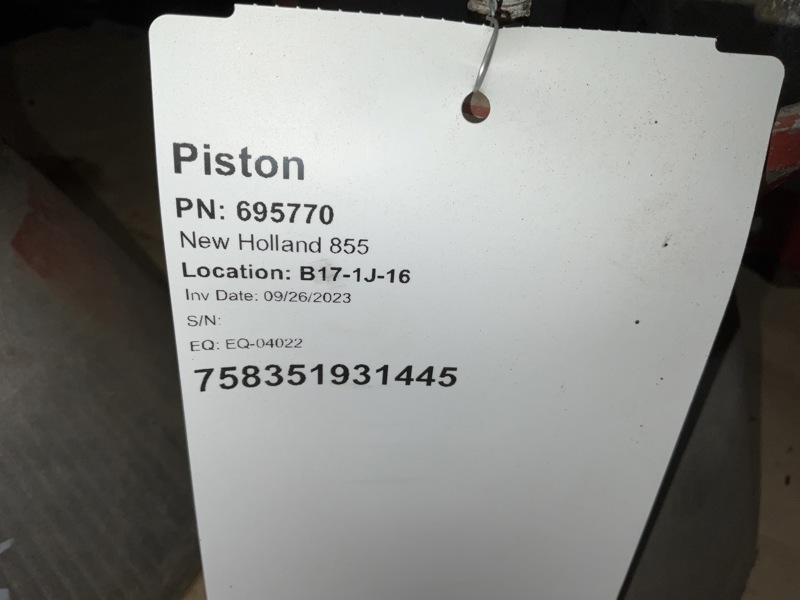 Piston
PN: 695770
New Holland 855
Location: B17-1J-16
Inv Date: 09/26/2023
S/N:
EQ: EQ-04022
758351931445